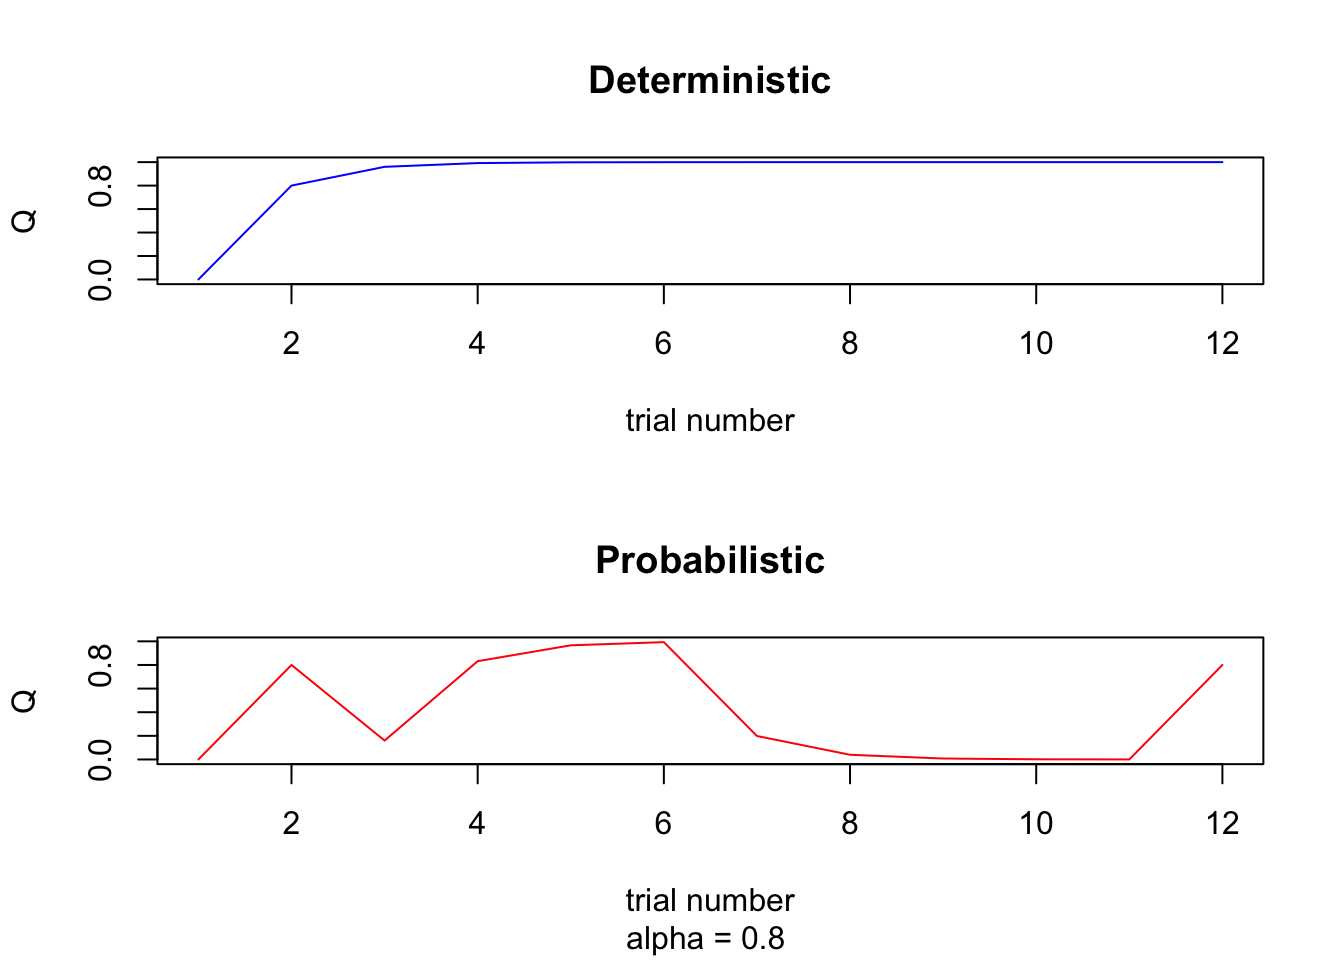 Deterministic
0.8
0.0
Q
2 4 6 8 10 12
trial number
Probabilistic
0.8
0.0
Q
2 4 6 8 10 12
trial number
alpha = 0.8